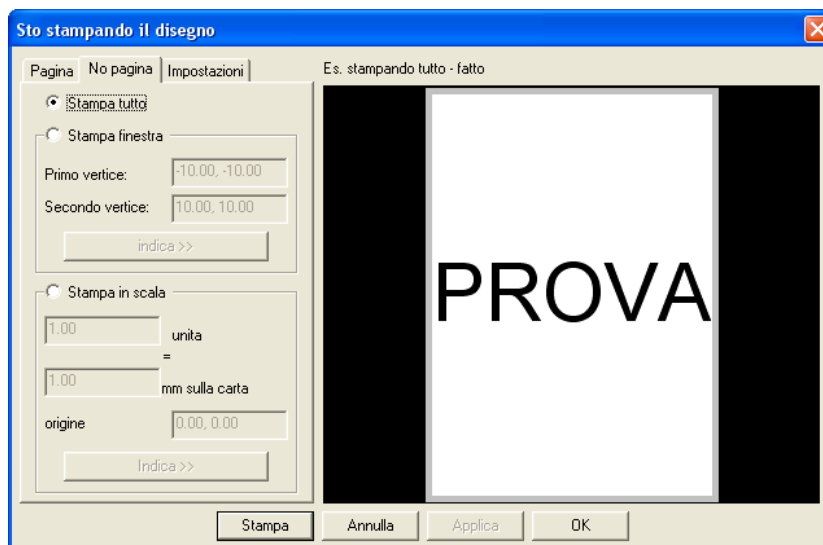 Sto stampando il disegno
Pagina No pagina Impostazioni
Es. stampando tutto - fatto
Stampa tutto
Stampa finestra
Primo vertice: -10.00, -10.00
Secondo vertice: 10.00, 10.00
indica >>
Stampa in scala
1.00 unita
=
1.00 mm sulla carta
origine 0.00, 0.00
Indica >>
PROVA
Stampa Annulla Applica OK